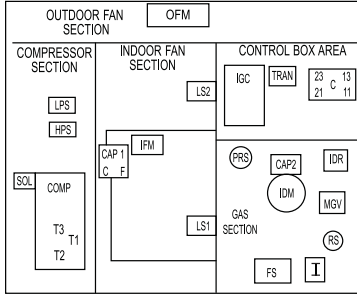 OUTDOOR FAN
SECTION
OFM
COMPRESSOR
SECTION
INDOOR FAN
SECTION
CONTROL BOX AREA
LPS
HPS
SOL
COMP
T3
T1
T2
CAP 1
C F
IFM
LS2
LS1
IGC
TRAN
23 C 13
21 11
PRS
CAP2
IDR
IDM
MGV
GAS
SECTION
RS
FS
I